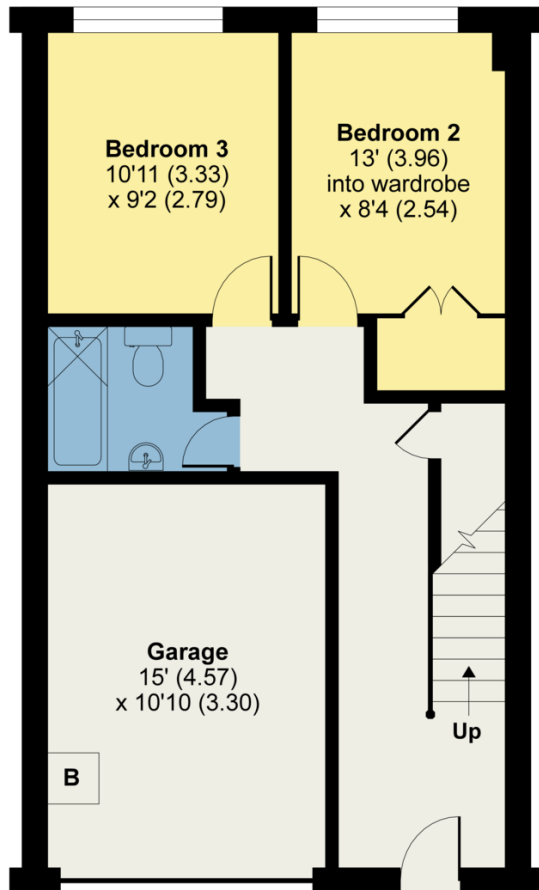 Bedroom 3
10'11 (3.33)
x 9'2 (2.79)
Bedroom 2
13' (3.96)
into wardrobe
x 8'4 (2.54)
Garage
15' (4.57)
x 10'10 (3.30)
B
Up